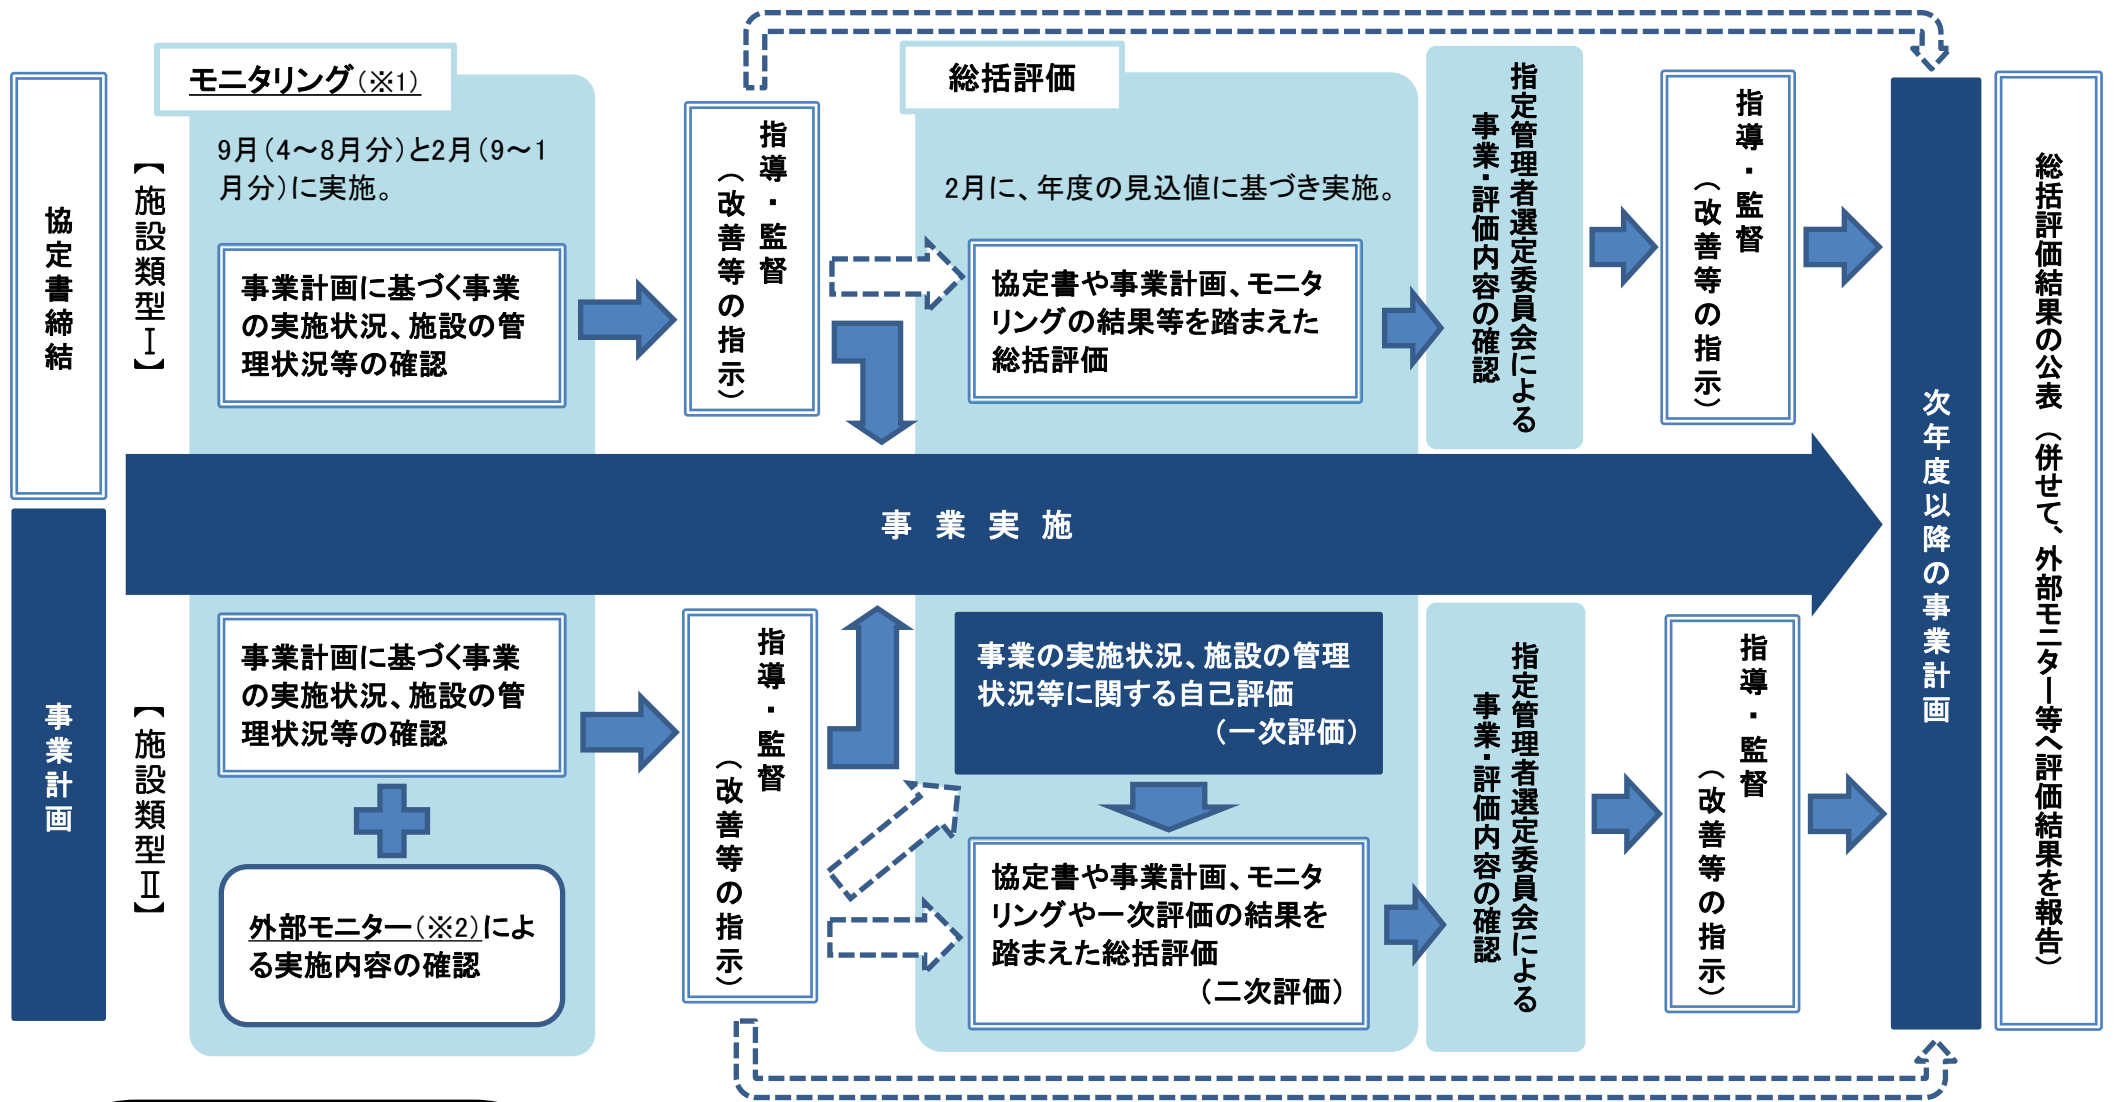 協定書締結
事業計画
【施設類型Ⅰ】
モニタリング(※1)
9月(4～8月分)と2月(9～1
月分)に実施。
事業計画に基づく事業
の実施状況、施設の管
理状況等の確認
指導・監督
(改善等の指示)
総括評価
2月に、年度の見込値に基づき実施。
協定書や事業計画、モニタ
リングの結果等を踏まえた
総括評価
指定管理者選定委員会による
事業・評価内容の確認
指導・監督
(改善等の指示)
事業実施
【施設類型Ⅱ】
事業計画に基づく事業
の実施状況、施設の管
理状況等の確認
外部モニター(※2)によ
る実施内容の確認
指導・監督
(改善等の指示)
事業の実施状況、施設の管理
状況等に関する自己評価
(一次評価)
協定書や事業計画、モニタ
リングや一次評価の結果を
踏まえた総括評価
(二次評価)
指定管理者選定委員会による
事業・評価内容の確認
指導・監督
(改善等の指示)
次年度以降の事業計画
総括評価結果の公表(併せて、外部モニター等へ評価結果を報告)